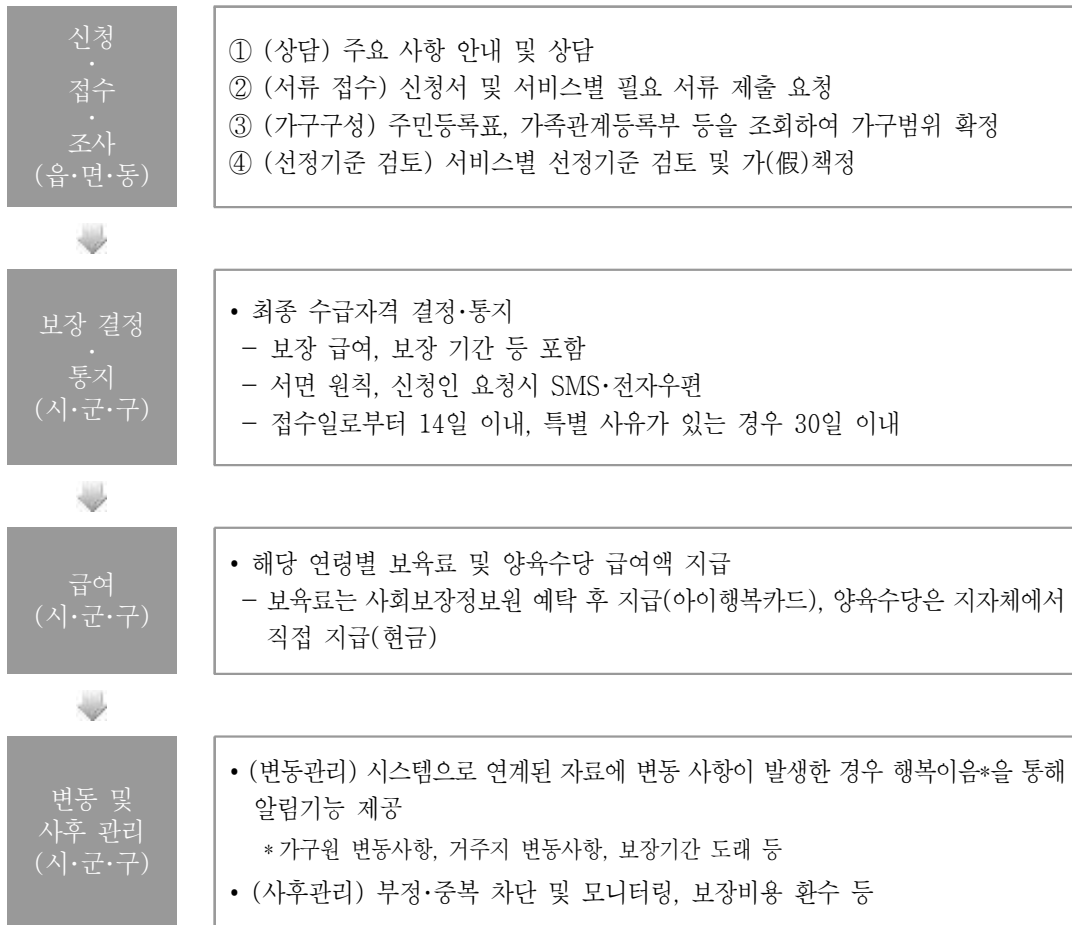 신청
·
접수
·
조사
(읍·면·동)
① (상담) 주요 사항 안내 및 상담
② (서류 접수) 신청서 및 서비스별 필요 서류 제출 요청
③ (가구구성) 주민등록표, 가족관계등록부 등을 조회하여 가구범위 확정
④ (선정기준 검토) 서비스별 선정기준 검토 및 가(假)책정
보장 결정
·
통지
(시·군·구)
• 최종 수급자격 결정·통지
- 보장 급여, 보장 기간 등 포함
- 서면 원칙, 신청인 요청시 SMS·전자우편
- 접수일로부터 14일 이내, 특별 사유가 있는 경우 30일 이내
급여
(시·군·구)
• 해당 연령별 보육료 및 양육수당 급여액 지급
- 보육료는 사회보장정보원 예탁 후 지급(아이행복카드), 양육수당은 지자체에서
직접 지급(현금)
변동 및
사후 관리
(시·군·구)
• (변동관리) 시스템으로 연계된 자료에 변동 사항이 발생한 경우 행복이음*을 통해
알림기능 제공
* 가구원 변동사항, 거주지 변동사항, 보장기간 도래 등
• (사후관리) 부정·중복 차단 및 모니터링, 보장비용 환수 등